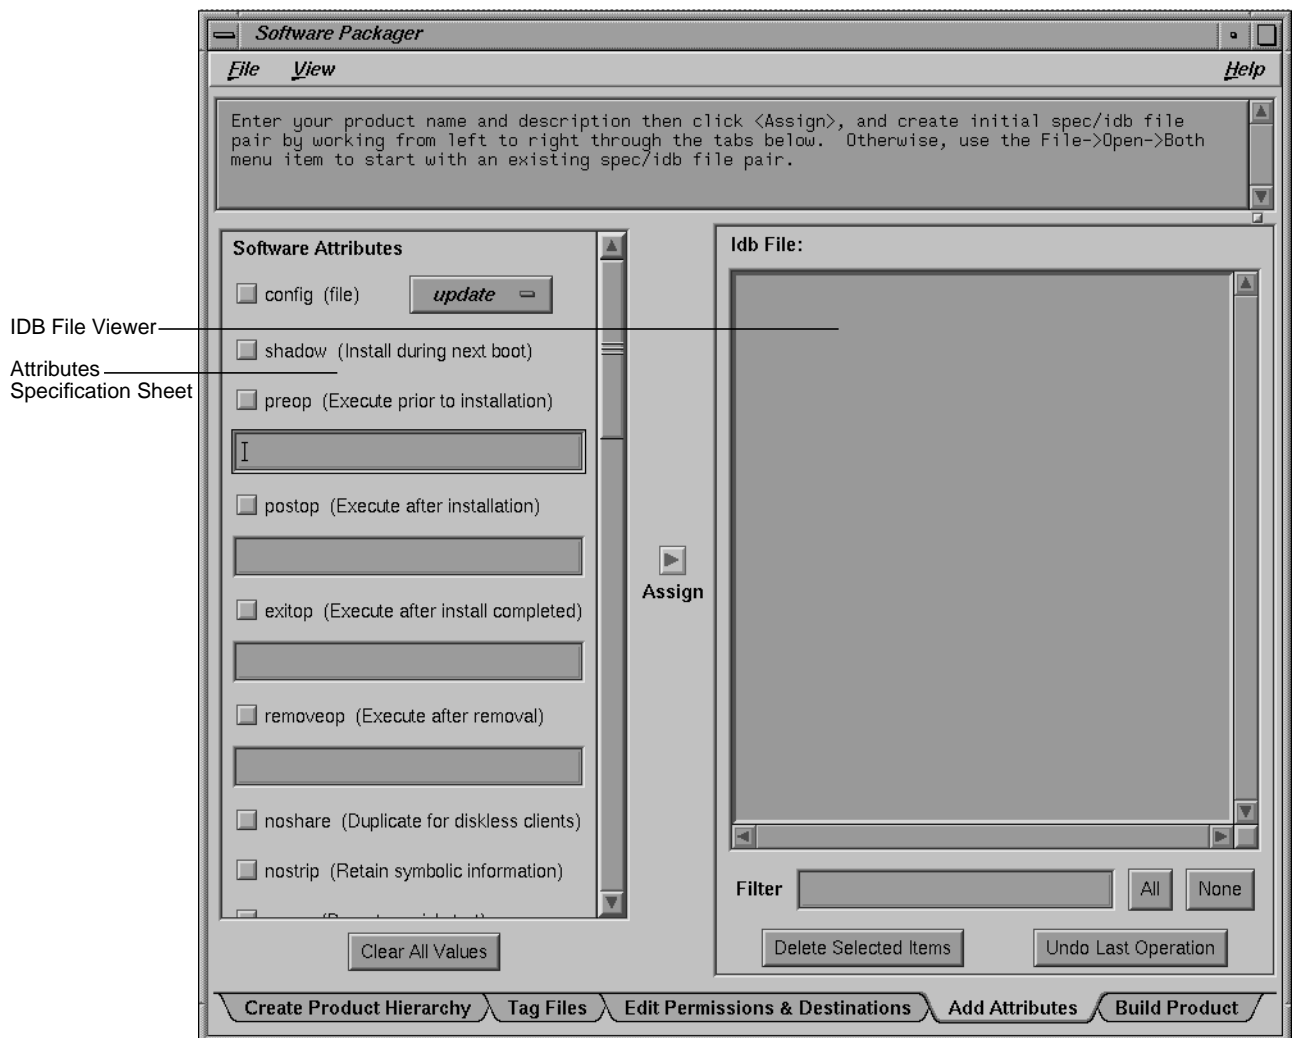 Software Packager
File View Help
Enter your product name and description then click <Assign>, and create initial spec/idb file
pair by working from left to right through the tabs below.  Otherwise, use the File->Open->Both
menu item to start with an existing spec/idb file pair.
Software Attributes
config (file) update
shadow (Install during next boot)
preop (Execute prior to installation)
postop (Execute after installation)
exitop (Execute after install completed)
removeop (Execute after removal)
noshare (Duplicate for diskless clients)
nostrip (Retain symbolic information)
Clear All Values
IDB File Viewer
Attributes
Specification Sheet
Assign
Idb File:
Filter All None
Delete Selected Items Undo Last Operation
Create Product Hierarchy Tag Files Edit Permissions & Destinations Add Attributes Build Product